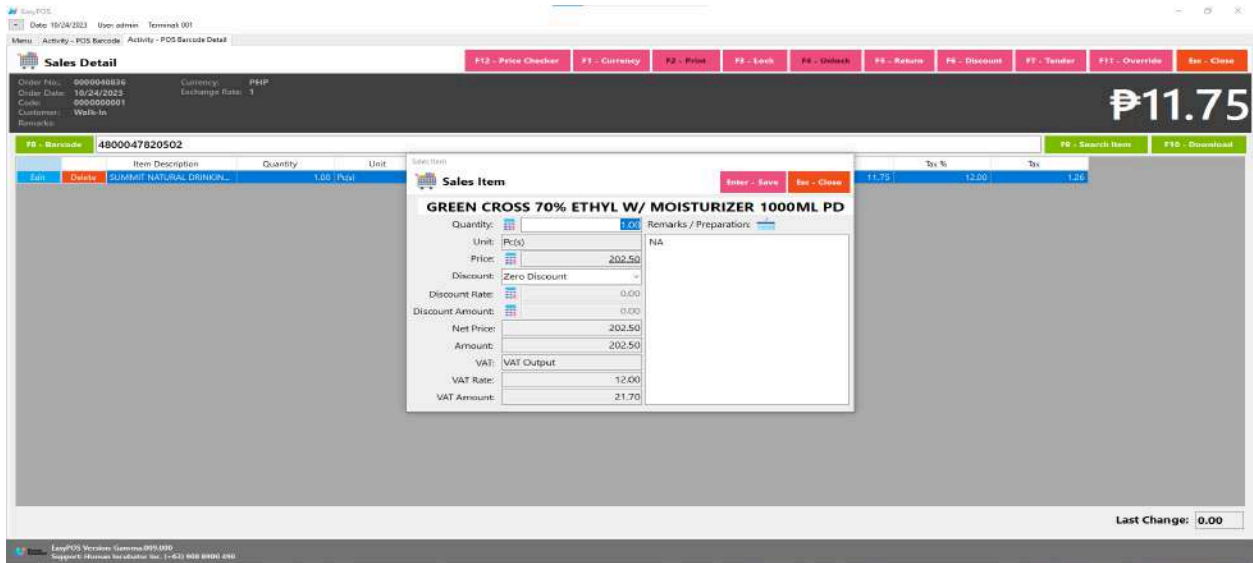 EasyPOS
Date: 10/24/2023 User: admin Terminal: 001
Menu Activity - POS Barcode Activity - POS Barcode Detail
Sales Detail
F12 - Price Checker F1 - Currency F2 - Print F3 - Lock F4 - Unlock F5 - Return F6 - Discount F7 - Tender F11 - Override Esc - Close
Order No.: 0000040836 Currency: PHP
Order Date: 10/24/2023 Exchange Rate: 1
Code: 0000000001
Customer: Walk-In
Remarks:
₱11.75
F8 - Barcode 4800047820502 F9 - Search Item F10 - Download
Item Description Quantity Unit Tax % Tax
Edit Delete SUMMIT NATURAL DRINKIN... 1.00 Pc(s) 11.75 12.00 1.26
Sales Item
Sales Item Enter - Save Esc - Close
GREEN CROSS 70% ETHYL W/ MOISTURIZER 1000ML PD
Quantity: 1.00 Remarks / Preparation:
Unit: Pc(s) NA
Price: 202.50
Discount: Zero Discount
Discount Rate: 0.00
Discount Amount: 0.00
Net Price: 202.50
Amount: 202.50
VAT: VAT Output
VAT Rate: 12.00
VAT Amount: 21.70
Last Change: 0.00
EasyPOS Version: Gamma.009.000
Support: Human Incubator Inc. (+63)